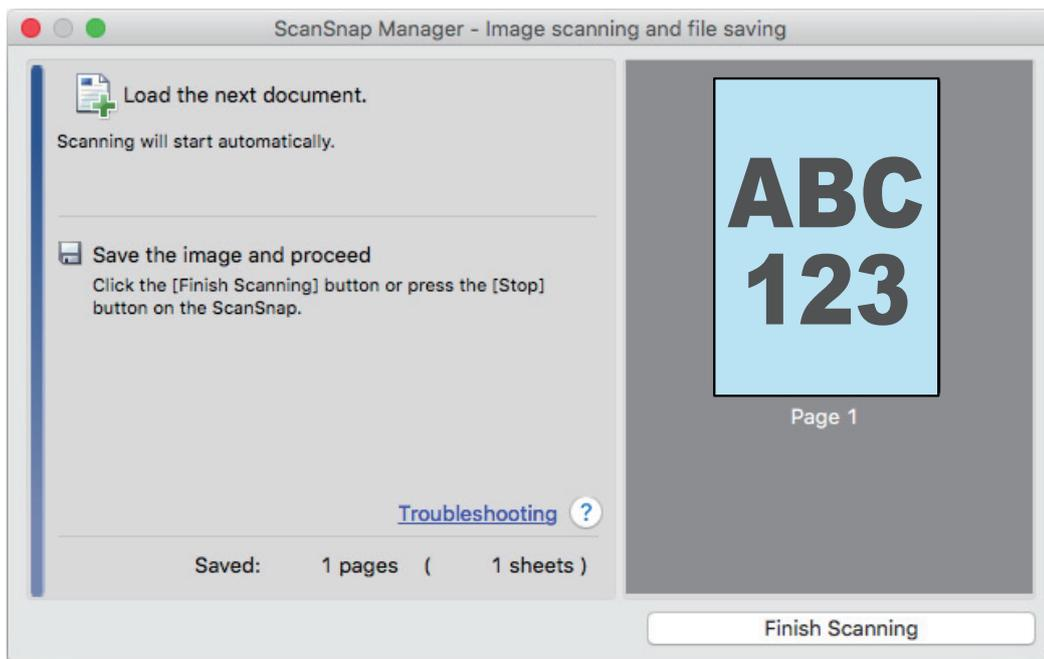 ScanSnap Manager - Image scanning and file saving
Load the next document.
Scanning will start automatically.
Save the image and proceed
Click the [Finish Scanning] button or press the [Stop]
button on the ScanSnap.
Troubleshooting ?
Saved: 1 pages ( 1 sheets )
ABC
123
Page 1
Finish Scanning